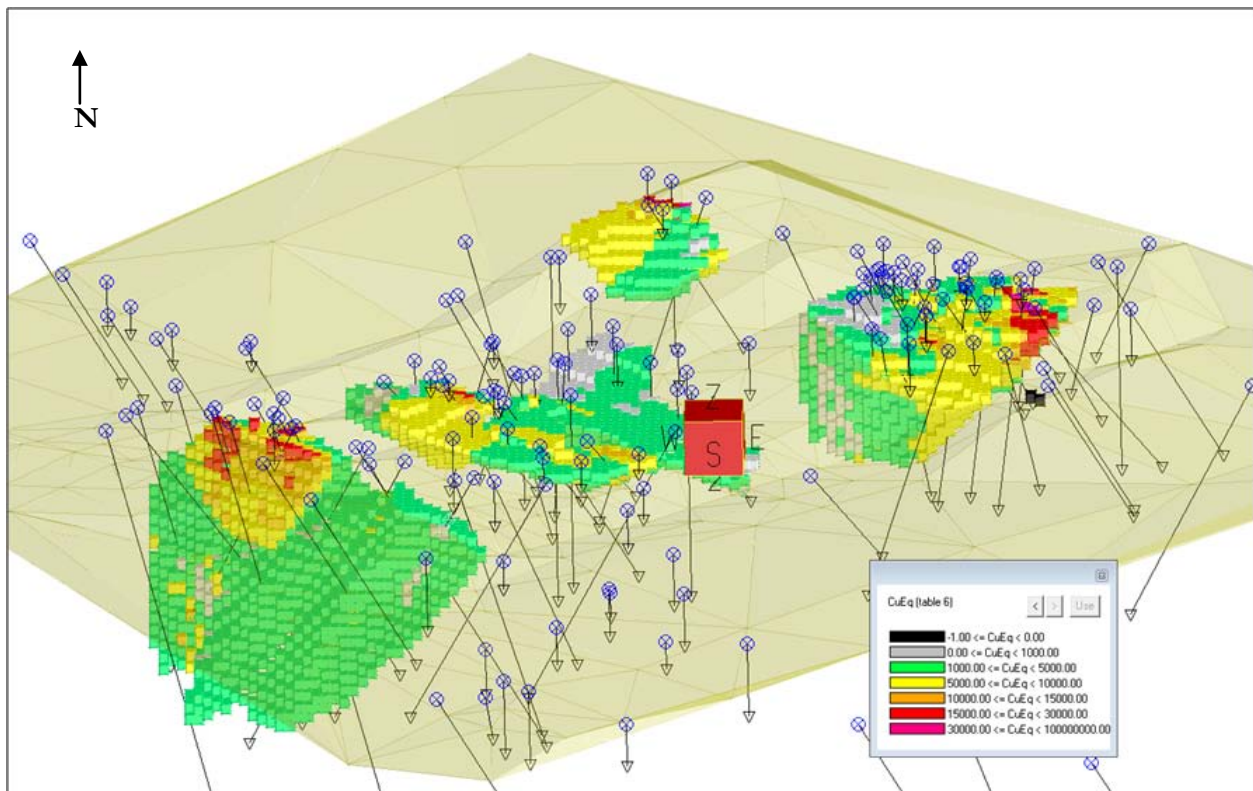 N
Z
W
E
S
Z
CuEq (table 6)
< > Use
-1.00 <= CuEq < 0.00
0.00 <= CuEq < 1000.00
1000.00 <= CuEq < 5000.00
5000.00 <= CuEq < 10000.00
10000.00 <= CuEq < 15000.00
15000.00 <= CuEq < 30000.00
30000.00 <= CuEq < 100000000.00